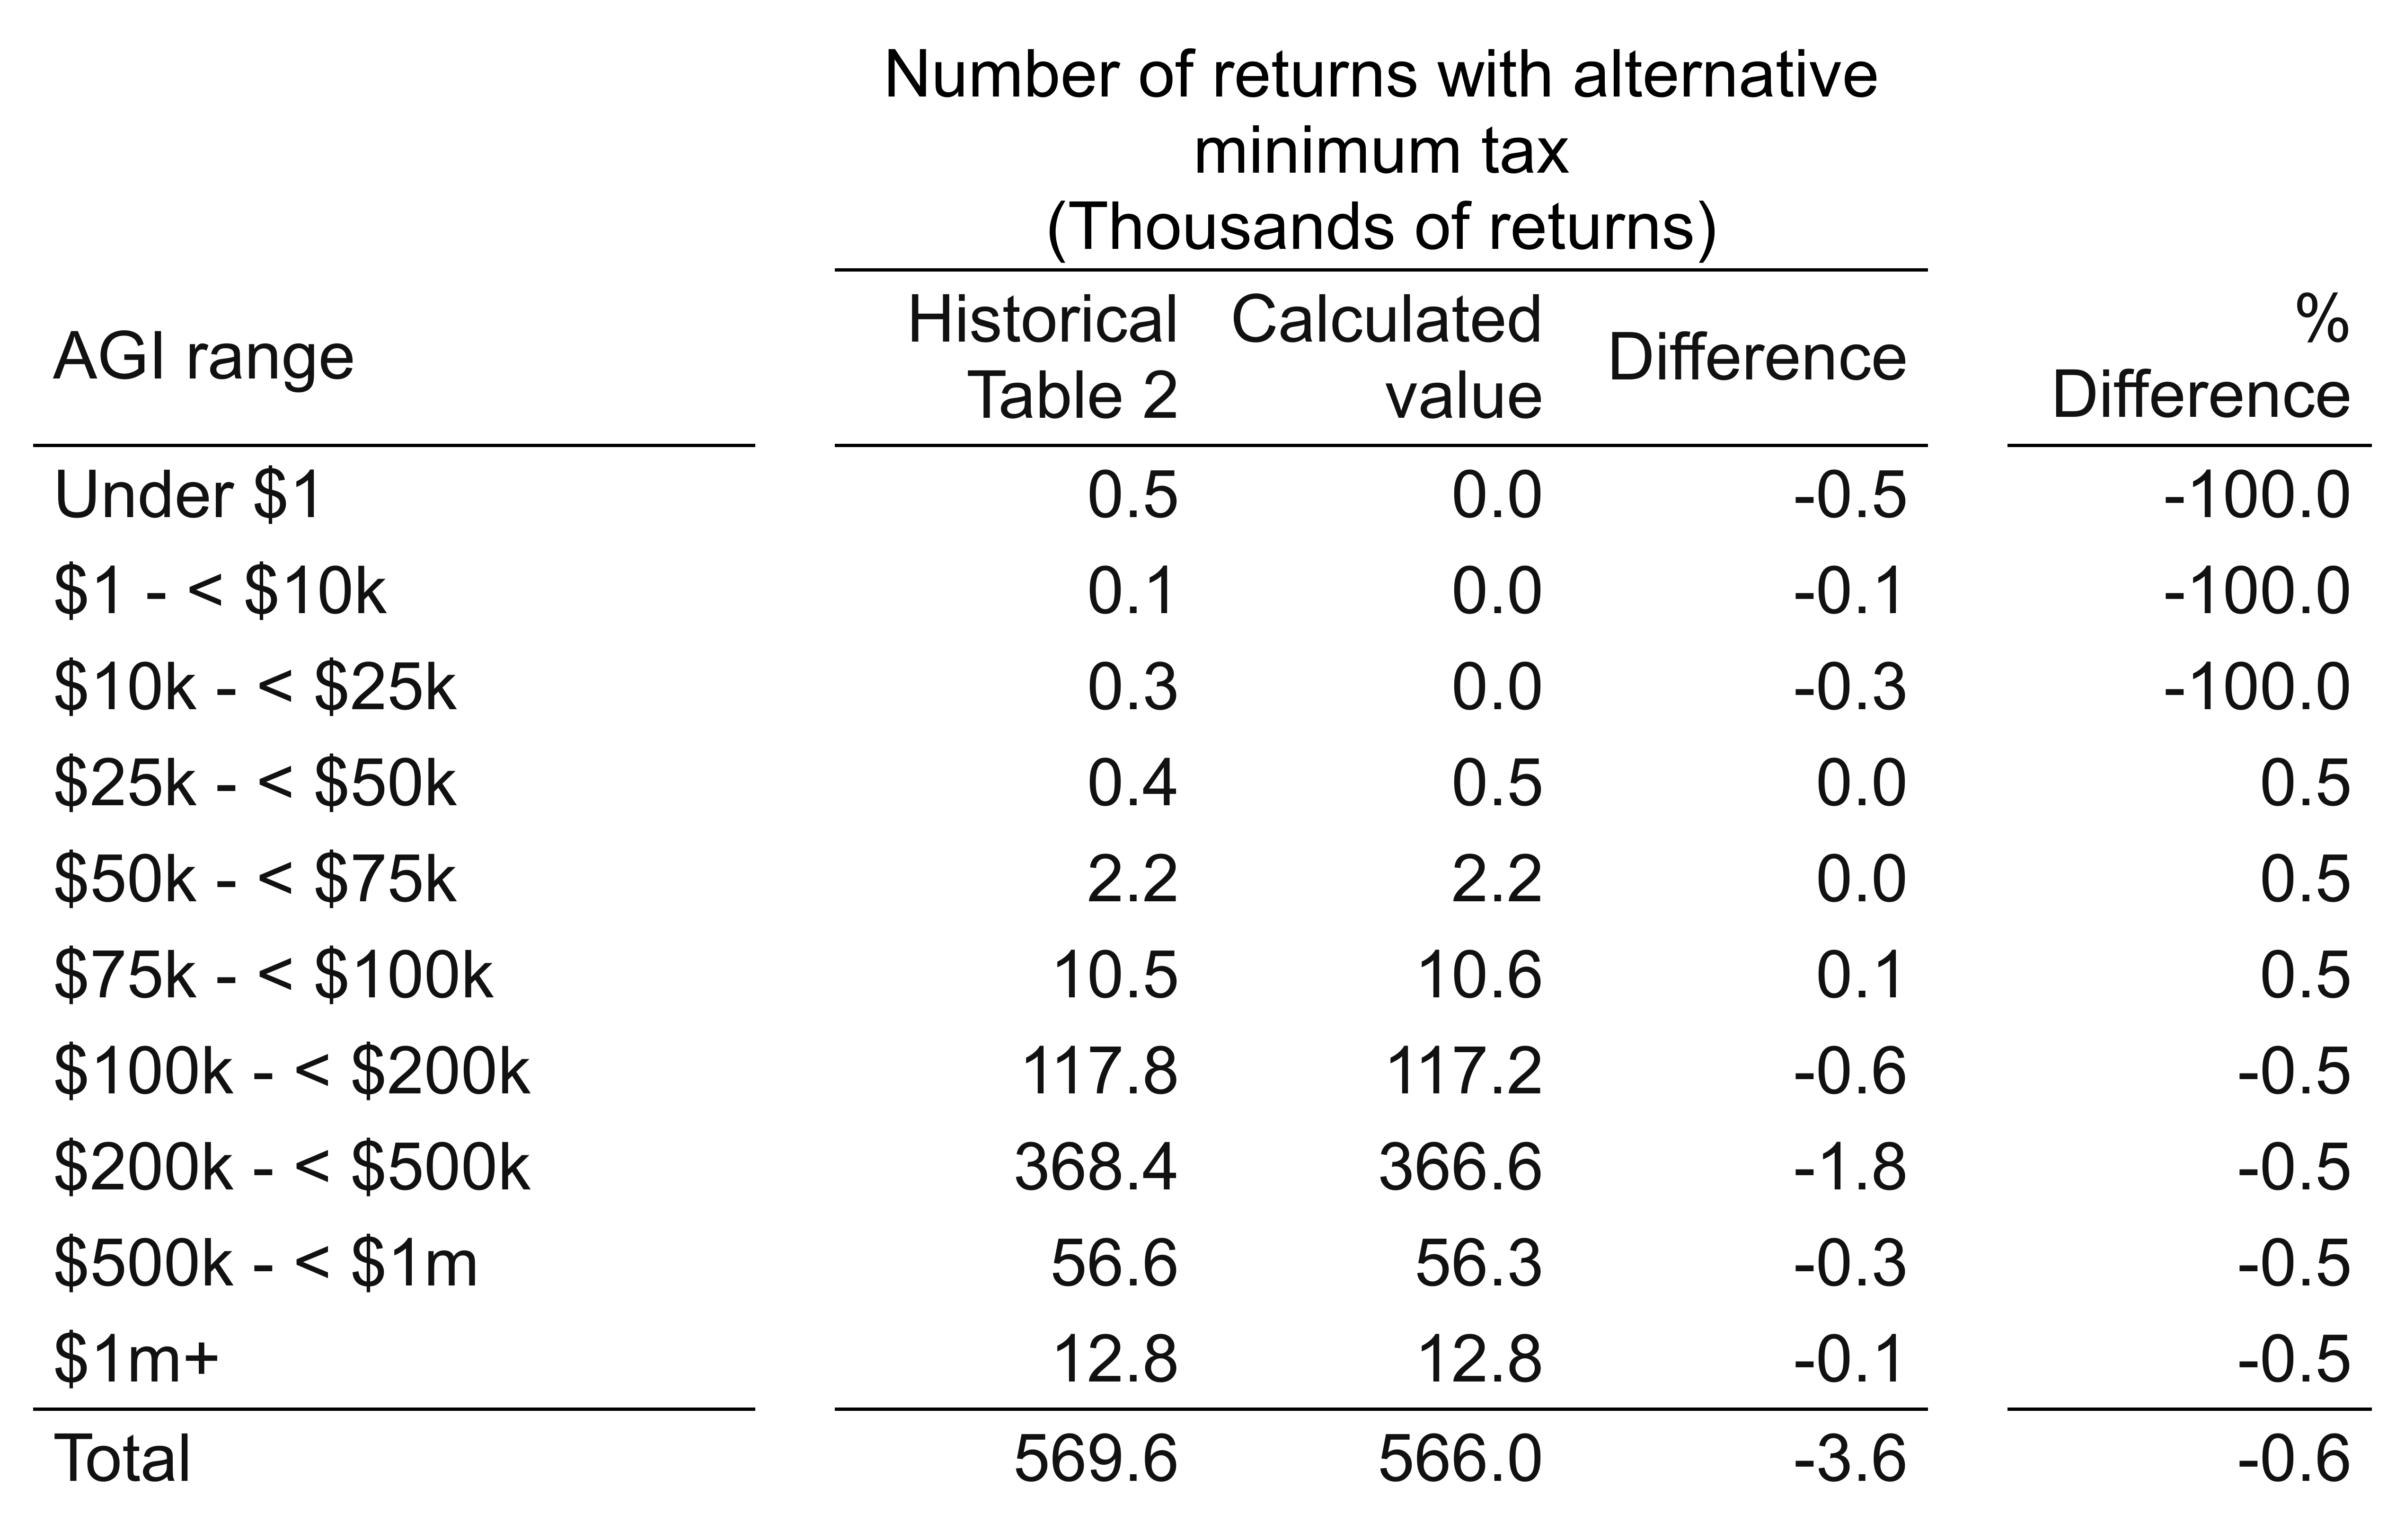 Number of returns with alternative
minimum tax
(Thousands of returns)
AGI range Historical Table 2 Calculated value Difference % Difference
Under $1 0.5 0.0 -0.5 -100.0
$1 - < $10k 0.1 0.0 -0.1 -100.0
$10k - < $25k 0.3 0.0 -0.3 -100.0
$25k - < $50k 0.4 0.5 0.0 0.5
$50k - < $75k 2.2 2.2 0.0 0.5
$75k - < $100k 10.5 10.6 0.1 0.5
$100k - < $200k 117.8 117.2 -0.6 -0.5
$200k - < $500k 368.4 366.6 -1.8 -0.5
$500k - < $1m 56.6 56.3 -0.3 -0.5
$1m+ 12.8 12.8 -0.1 -0.5
Total 569.6 566.0 -3.6 -0.6